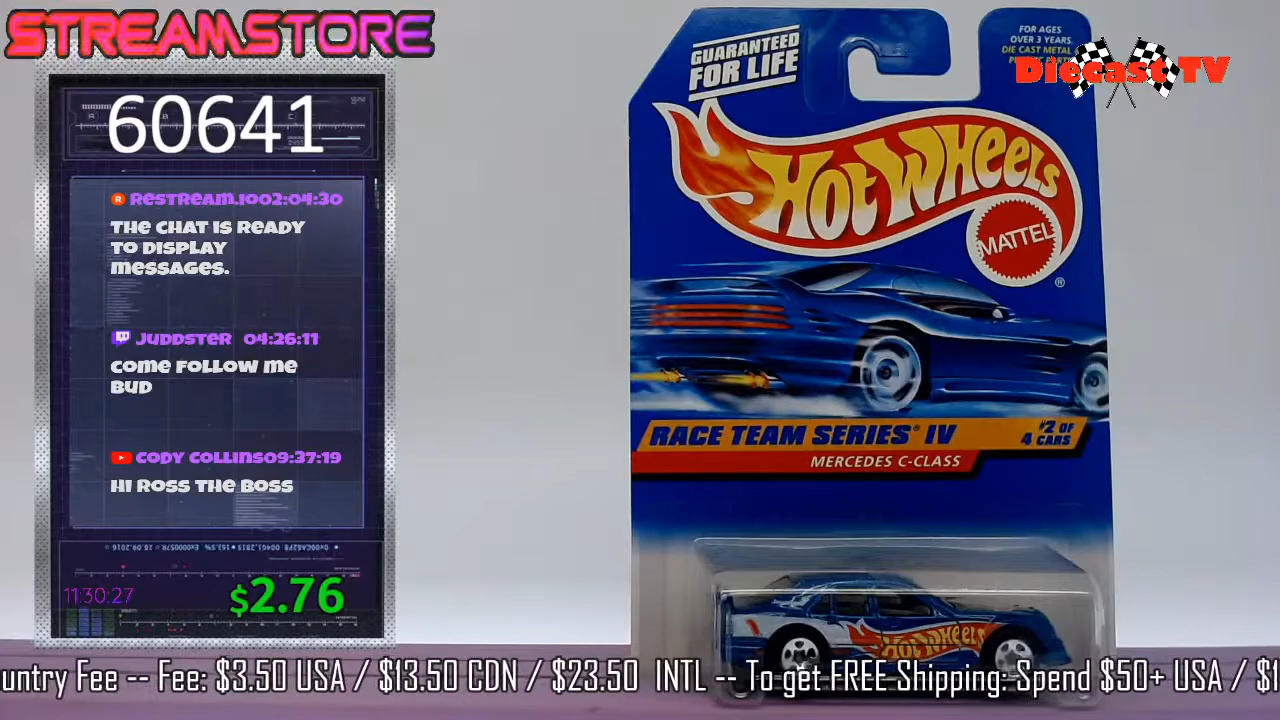 STREAMSTORE
60641
Restream.10 02:04:30
THE CHAT IS READY
TO DISPLAY
MESSAGES.
Juddster 04:26:11
COME FOLLOW ME
BUD
Cody Collins 09:37:19
HI ROSS THE BOSS
11:30:27
$2.76
GUARANTEED
FOR LIFE
FOR AGES
OVER 3 YEARS
DIE CAST METAL
Diecast TV
HOT WHEELS
MATTEL
®
RACE TEAM SERIES® IV
#2 OF
4 CARS
MERCEDES C-CLASS
HOT WHEELS
untry Fee -- Fee: $3.50 USA / $13.50 CDN / $23.50 INTL -- To get FREE Shipping: Spend $50+ USA / $1